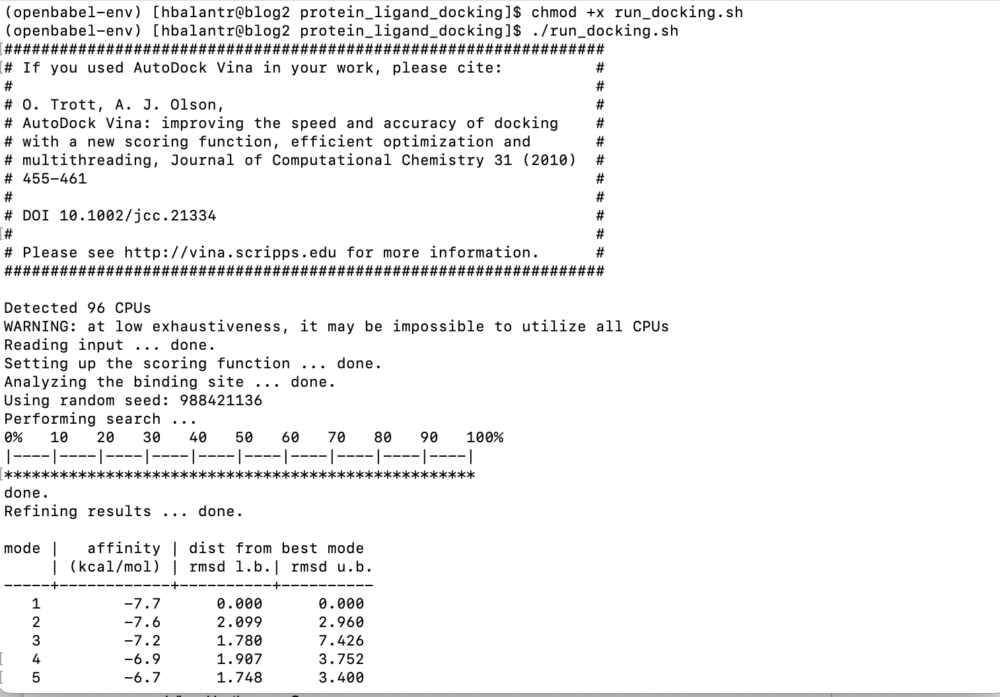 (openbabel-env) [hbalantr@blog2 protein_ligand_docking]$ chmod +x run_docking.sh
(openbabel-env) [hbalantr@blog2 protein_ligand_docking]$ ./run_docking.sh
#################################################################
# If you used AutoDock Vina in your work, please cite:          #
#                                                               #
# O. Trott, A. J. Olson,                                        #
# AutoDock Vina: improving the speed and accuracy of docking    #
# with a new scoring function, efficient optimization and       #
# multithreading, Journal of Computational Chemistry 31 (2010)  #
# 455-461                                                       #
#                                                               #
# DOI 10.1002/jcc.21334                                         #
#                                                               #
# Please see http://vina.scripps.edu for more information.      #
#################################################################
Detected 96 CPUs
WARNING: at low exhaustiveness, it may be impossible to utilize all CPUs
Reading input ... done.
Setting up the scoring function ... done.
Analyzing the binding site ... done.
Using random seed: 988421136
Performing search ...
0%   10   20   30   40   50   60   70   80   90   100%
|----|----|----|----|----|----|----|----|----|----|
***************************************************
done.
Refining results ... done.
mode |   affinity | dist from best mode
     | (kcal/mol) | rmsd l.b.| rmsd u.b.
-----+------------+----------+----------
   1         -7.7      0.000      0.000
   2         -7.6      2.099      2.960
   3         -7.2      1.780      7.426
   4         -6.9      1.907      3.752
   5         -6.7      1.748      3.400